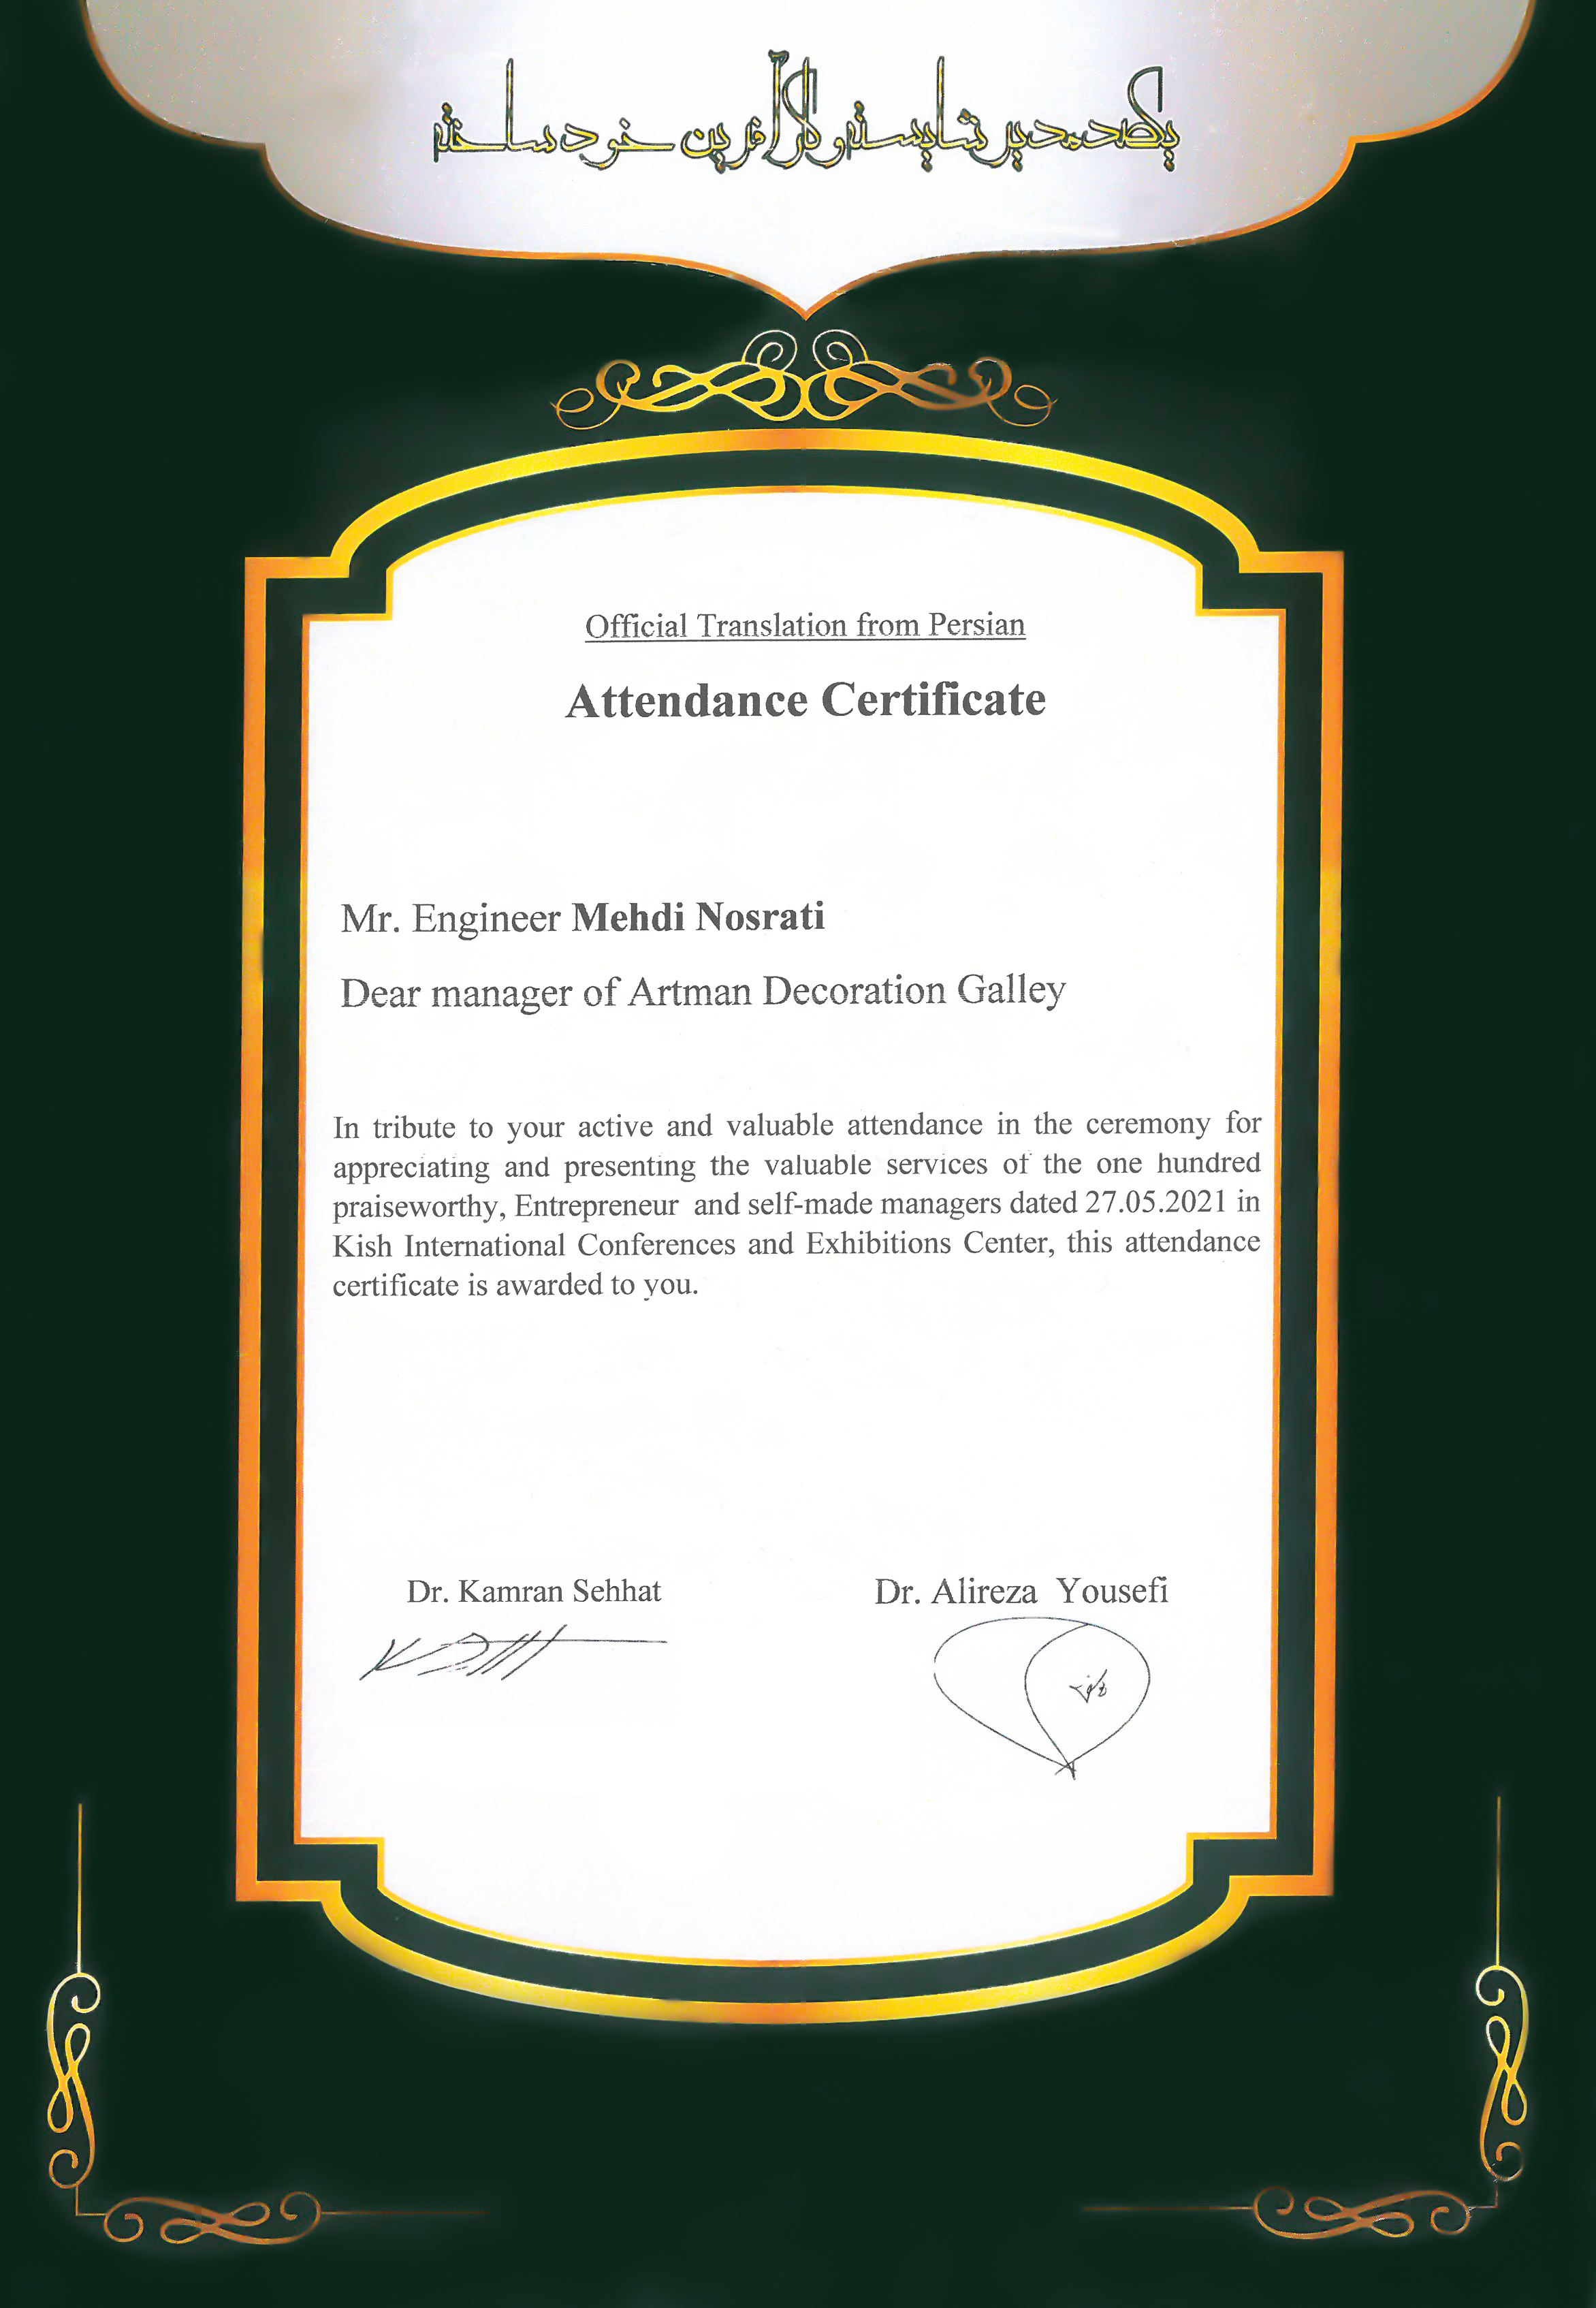 یکصد مدیر شایسته و کارآفرین خود ساخته
Official Translation from Persian
Attendance Certificate
Mr. Engineer Mehdi Nosrati
Dear manager of Artman Decoration Galley
In tribute to your active and valuable attendance in the ceremony for
appreciating and presenting the valuable services of the one hundred
praiseworthy, Entrepreneur and self-made managers dated 27.05.2021 in
Kish International Conferences and Exhibitions Center, this attendance
certificate is awarded to you.
Dr. Kamran Sehhat Dr. Alireza Yousefi